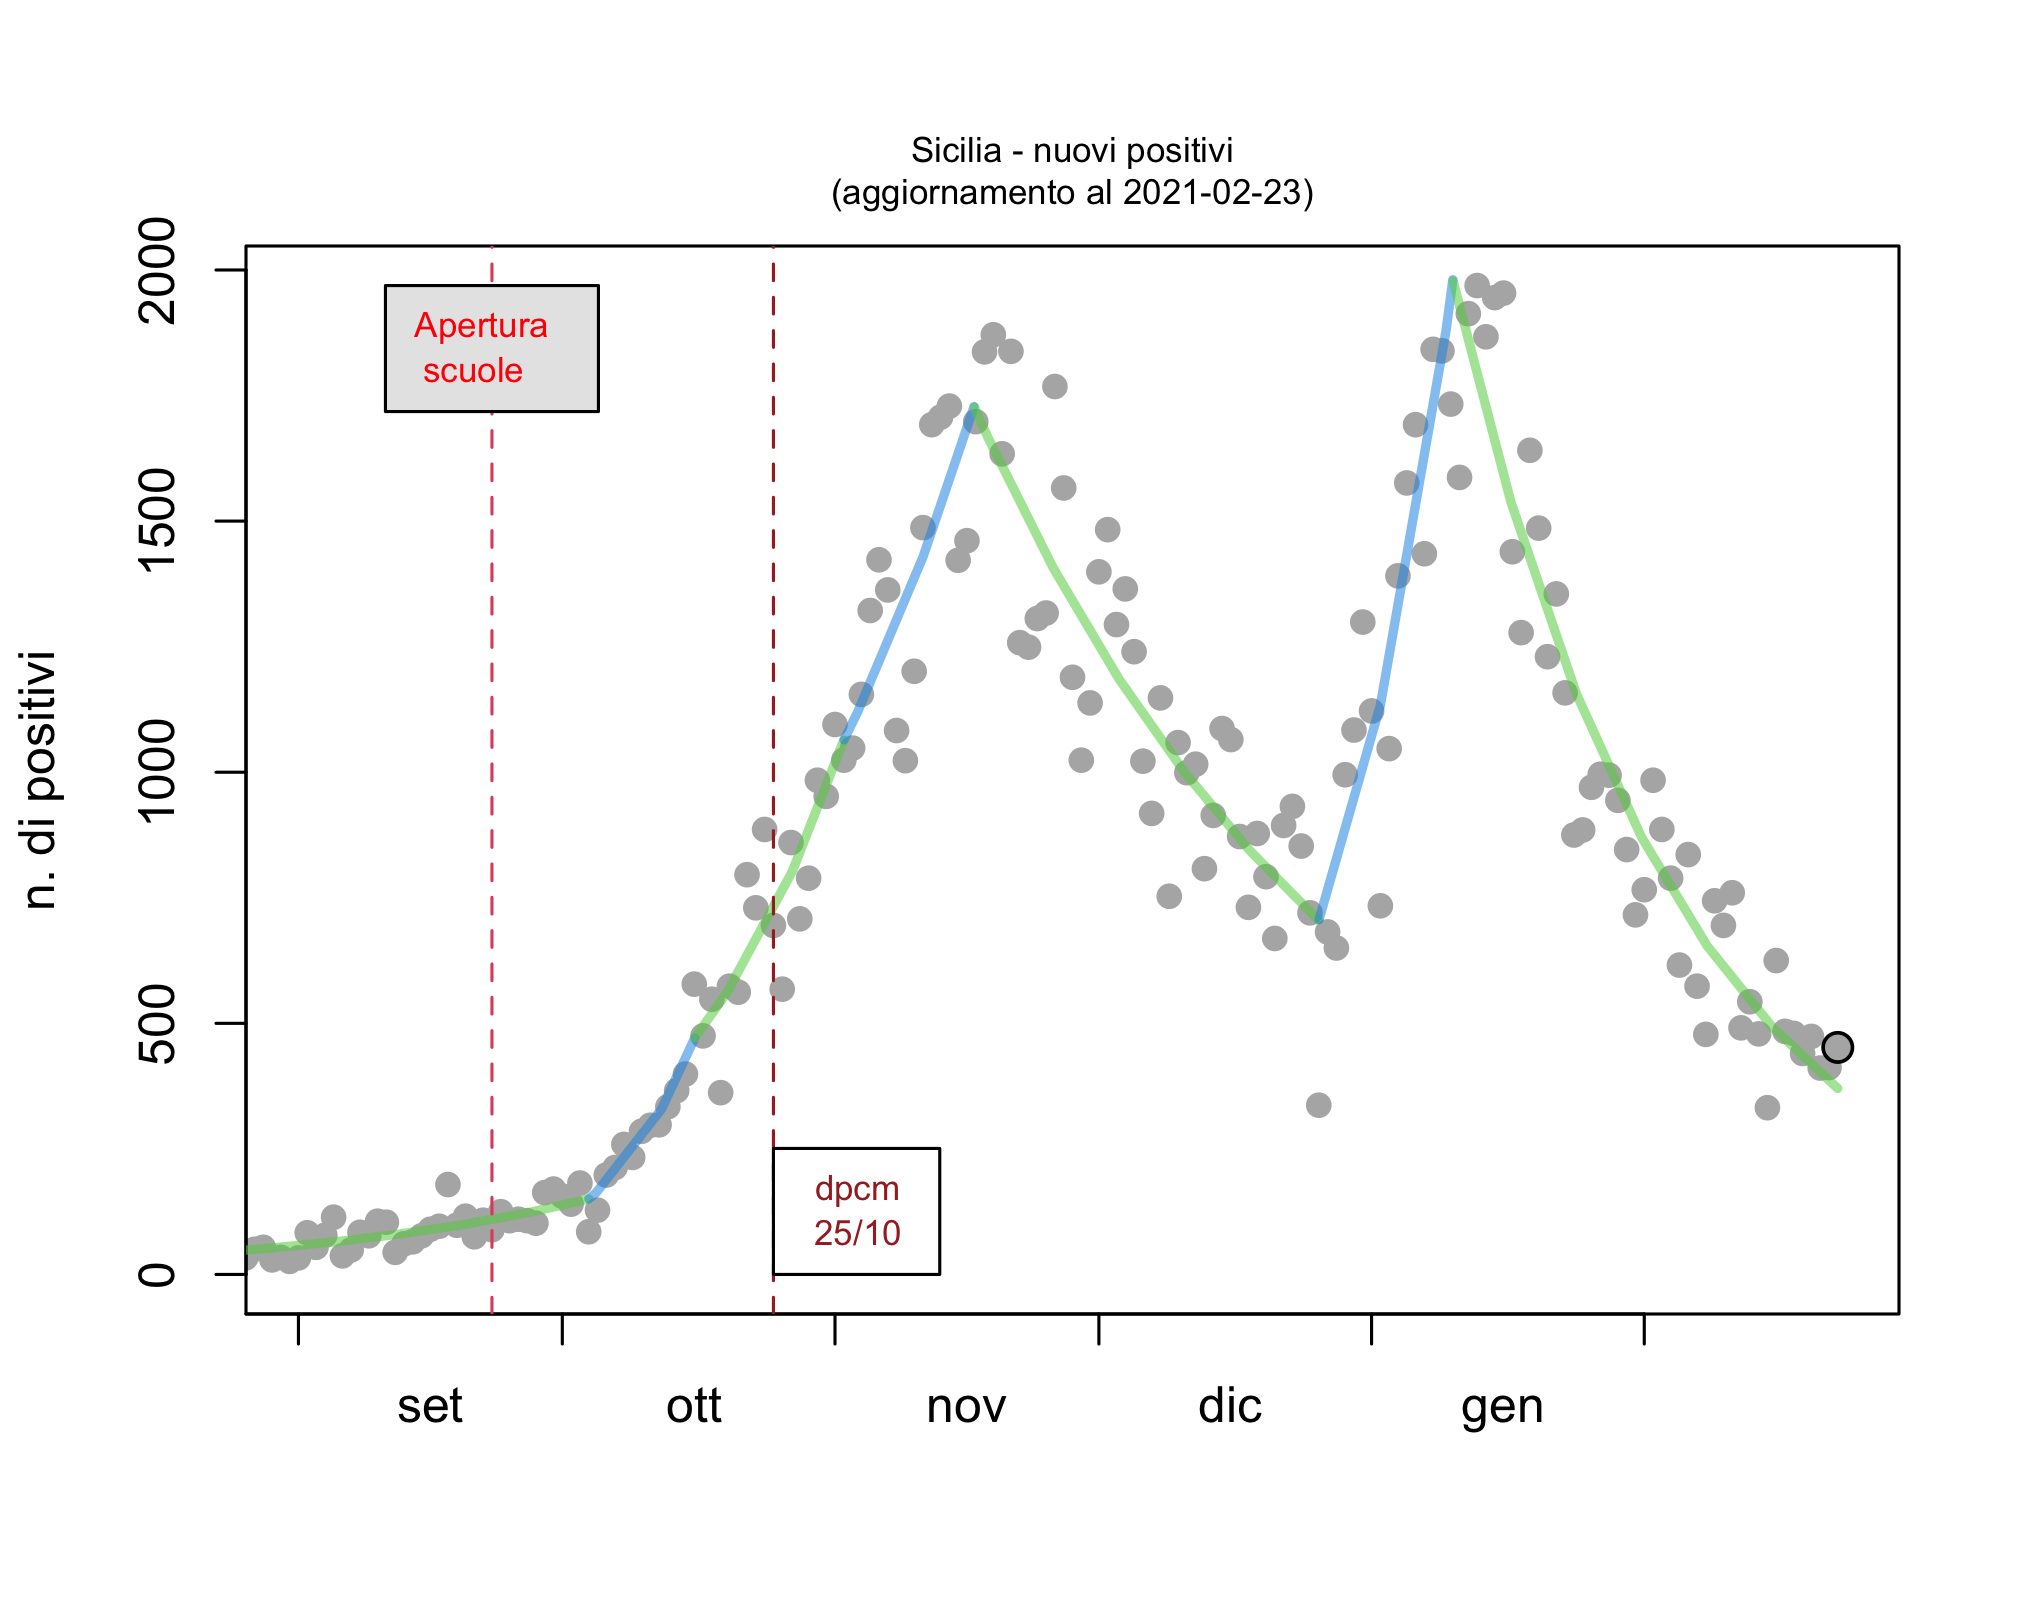 Sicilia - nuovi positivi
(aggiornamento al 2021-02-23)
n. di positivi
2000
1500
1000
500
0
Apertura
scuole
dpcm
25/10
set ott nov dic gen